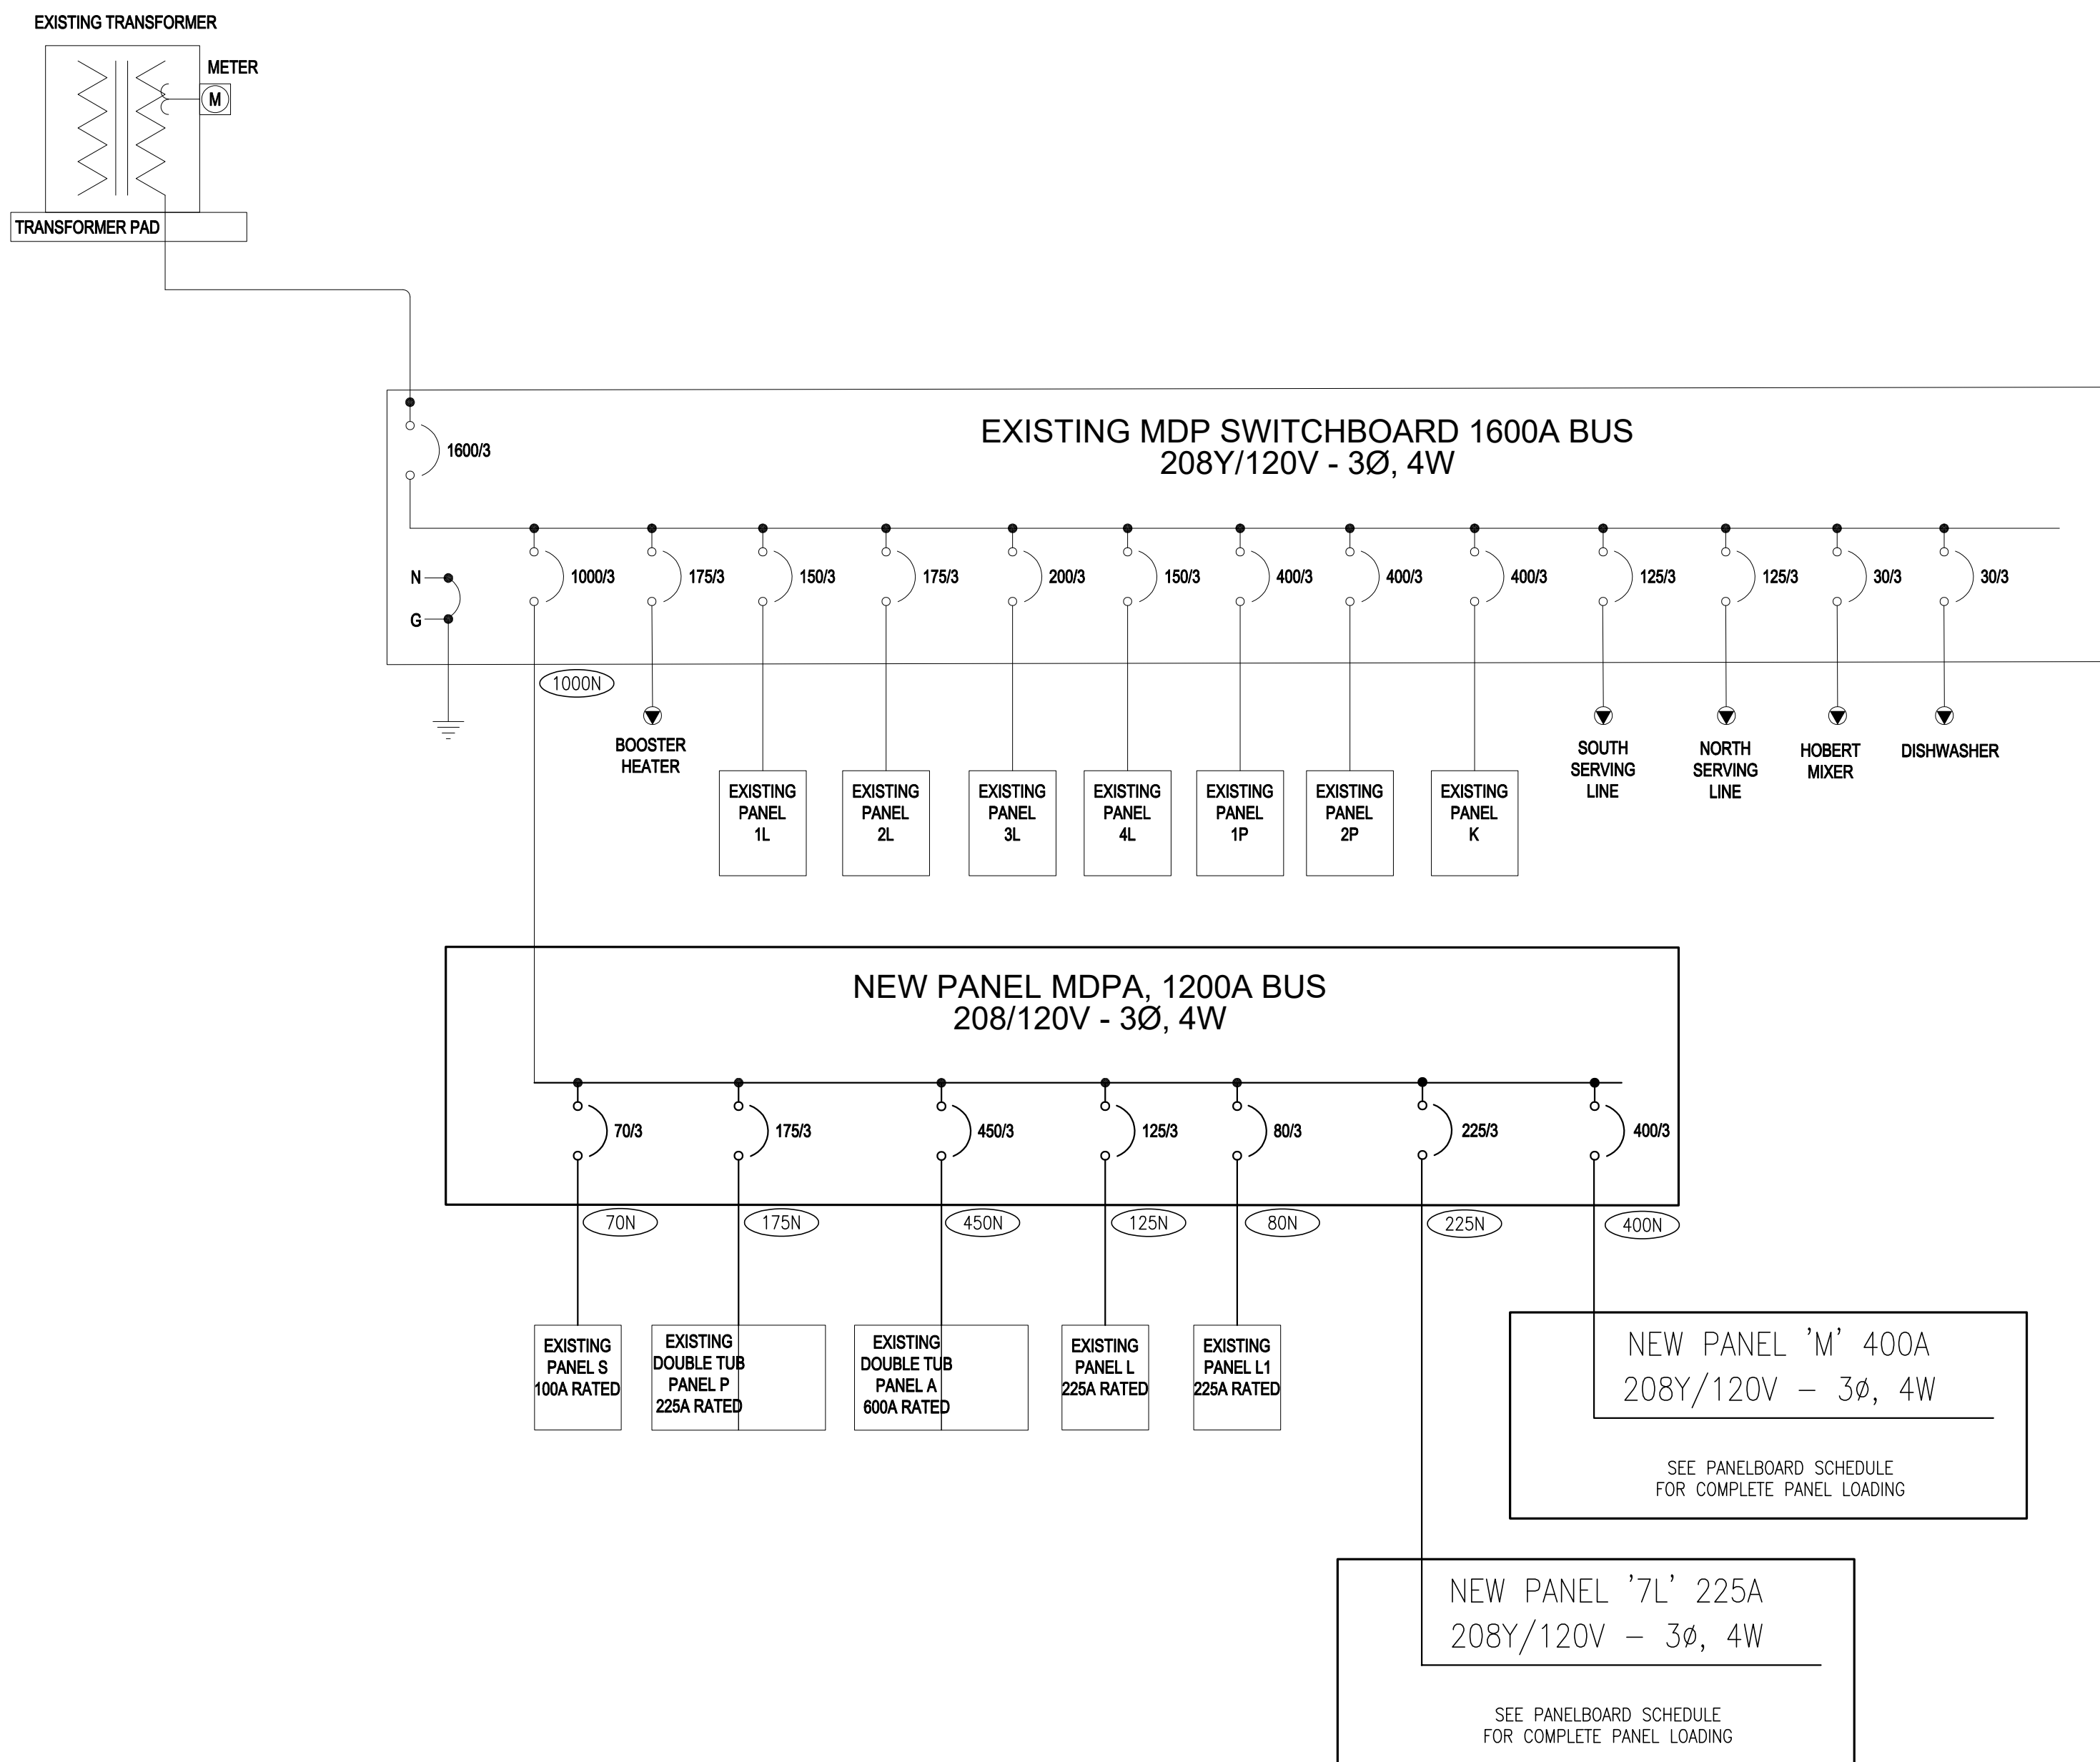 EXISTING TRANSFORMER
METER
M
TRANSFORMER PAD
EXISTING MDP SWITCHBOARD 1600A BUS
208Y/120V - 3Ø, 4W
1600/3
N
G
1000/3
175/3
150/3
175/3
200/3
150/3
400/3
400/3
400/3
125/3
125/3
30/3
30/3
1000N
BOOSTER
HEATER
EXISTING
PANEL
1L
EXISTING
PANEL
2L
EXISTING
PANEL
3L
EXISTING
PANEL
4L
EXISTING
PANEL
1P
EXISTING
PANEL
2P
EXISTING
PANEL
K
SOUTH
SERVING
LINE
NORTH
SERVING
LINE
HOBERT
MIXER
DISHWASHER
NEW PANEL MDPA, 1200A BUS
208/120V - 3Ø, 4W
70/3
175/3
450/3
125/3
80/3
225/3
400/3
70N
175N
450N
125N
80N
225N
400N
EXISTING
PANEL S
100A RATED
EXISTING
DOUBLE TUB
PANEL P
225A RATED
EXISTING
DOUBLE TUB
PANEL A
600A RATED
EXISTING
PANEL L
225A RATED
EXISTING
PANEL L1
225A RATED
NEW PANEL 'M' 400A
208Y/120V - 3ø, 4W
SEE PANELBOARD SCHEDULE
FOR COMPLETE PANEL LOADING
NEW PANEL '7L' 225A
208Y/120V - 3ø, 4W
SEE PANELBOARD SCHEDULE
FOR COMPLETE PANEL LOADING